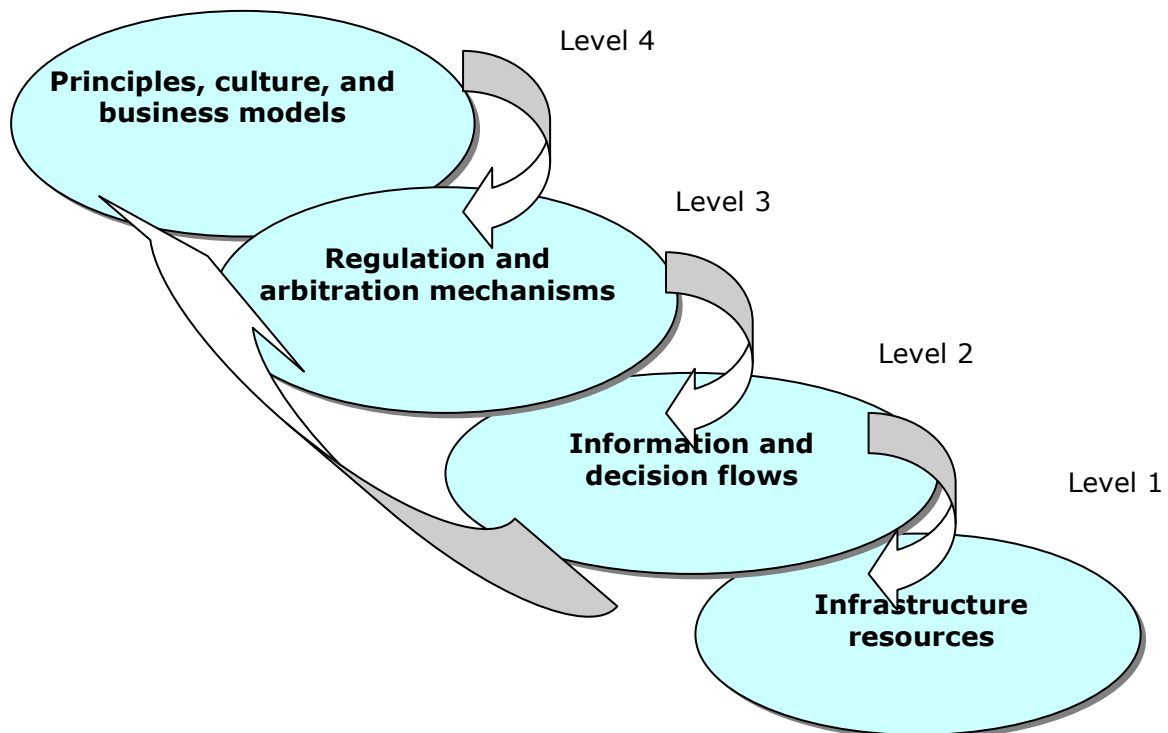 Level 4
Principles, culture, and
business models
Level 3
Regulation and
arbitration mechanisms
Level 2
Information and
decision flows
Level 1
Infrastructure
resources